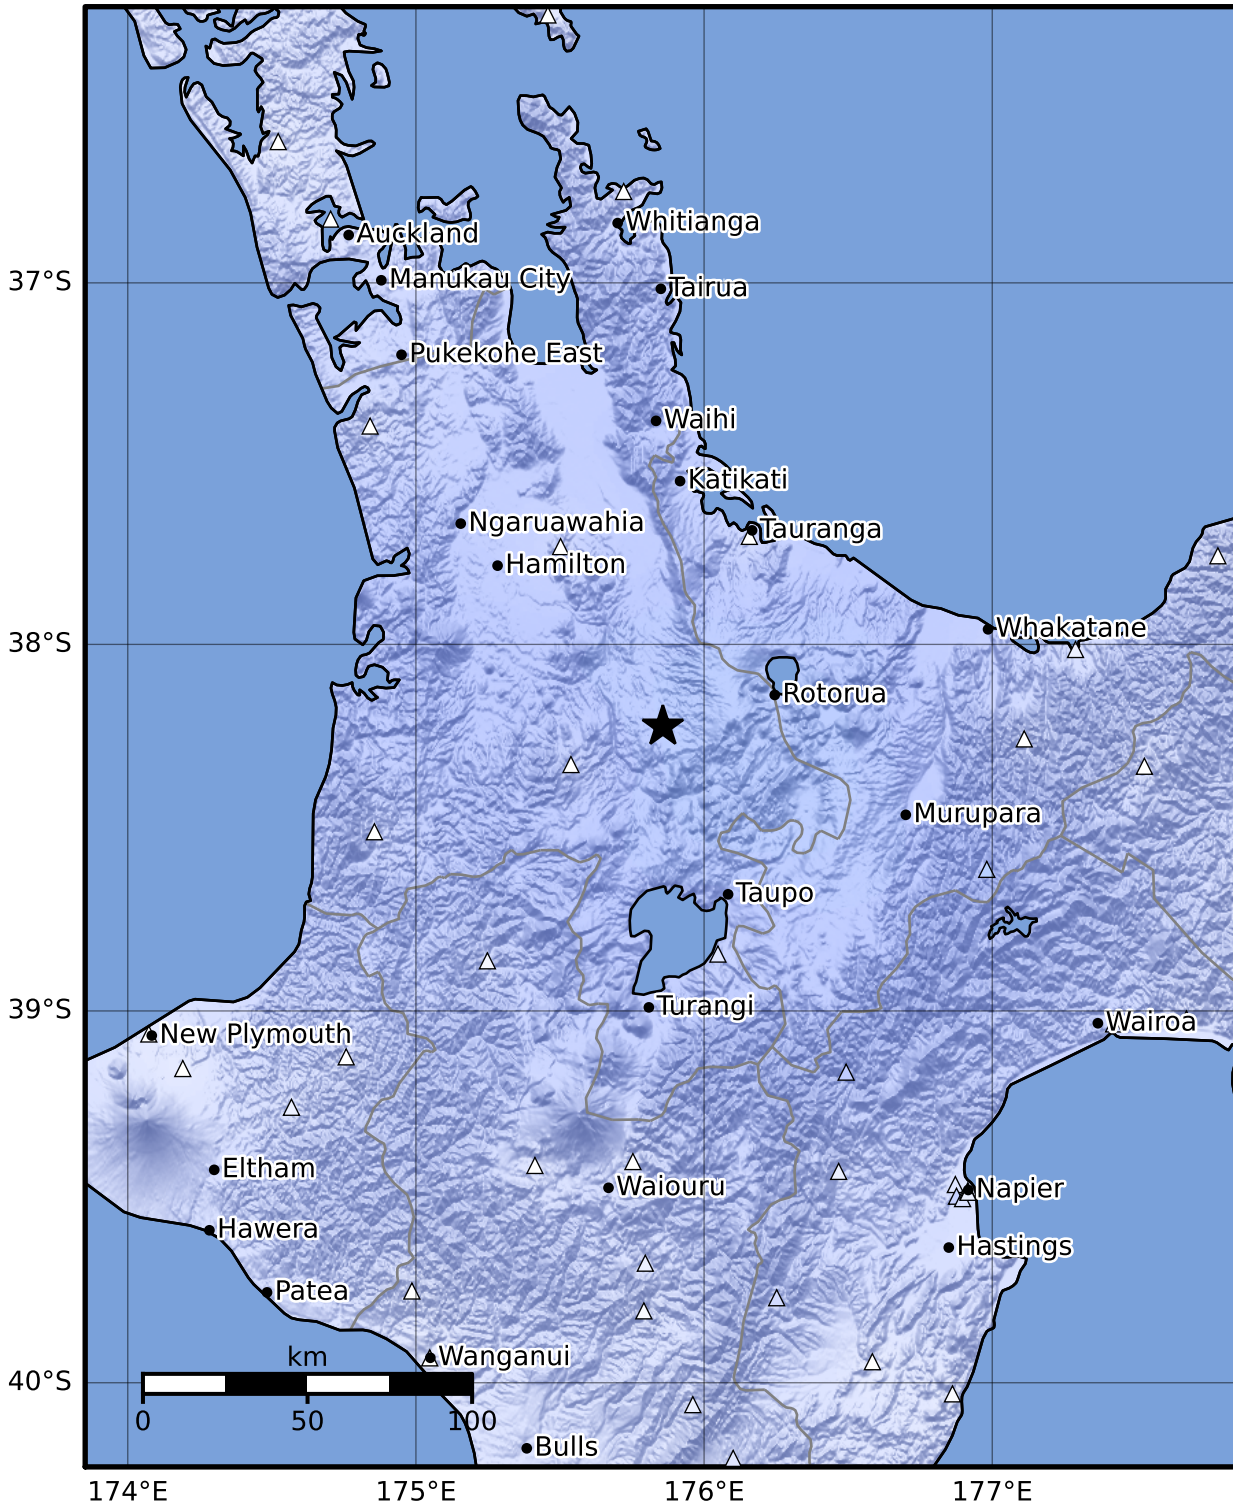 Whitianga
Auckland
37°S
Manukau City
Tairua
Pukekohe East
Waihi
Katikati
Ngaruawahia
Tauranga
Hamilton
Whakatane
38°S
Rotorua
Murupara
Taupo
39°S
Turangi
Wairoa
New Plymouth
Eltham
Waiouru
Napier
Hawera
Hastings
Patea
km
Wanganui
40°S
0 50 100
Bulls
174°E 175°E 176°E 177°E